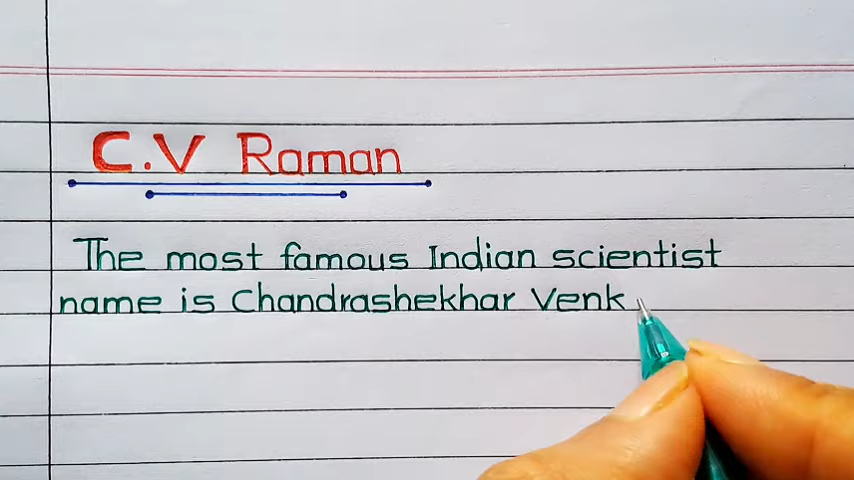 C.V Raman
The most famous Indian scientist
name is Chandrashekhar Venk